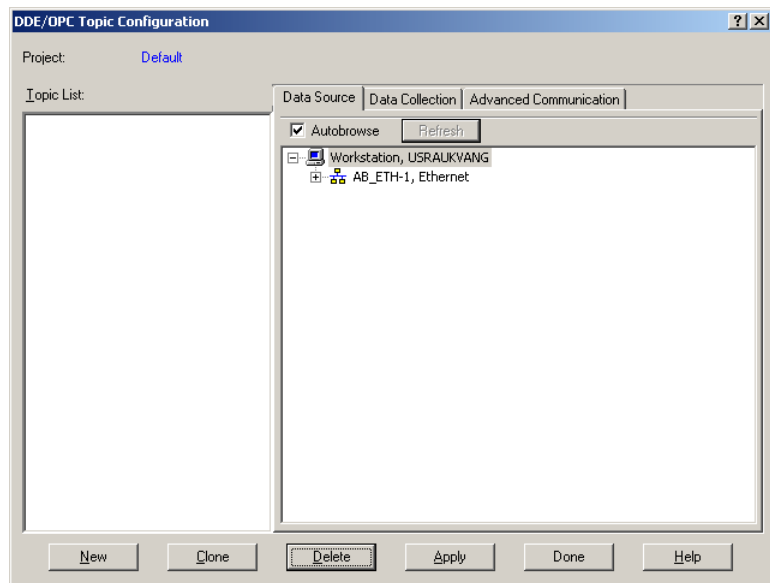 DDE/OPC Topic Configuration
Project: Default
Topic List:
Data Source Data Collection Advanced Communication
Autobrowse Refresh
Workstation, USRAUKVANG
AB_ETH-1, Ethernet
New Clone Delete Apply Done Help